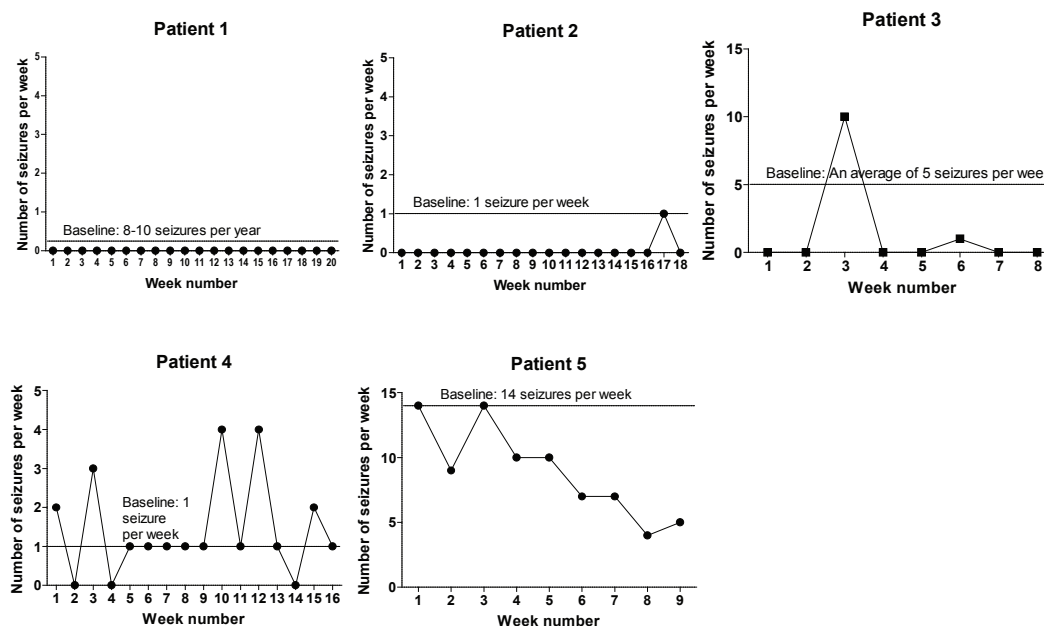 Patient 1
Number of seizures per week
5
4
3
2
1
0
Baseline: 8-10 seizures per year
1 2 3 4 5 6 7 8 9 10 11 12 13 14 15 16 17 18 19 20
Week number
Patient 2
Number of seizures per week
5
4
3
2
1
0
Baseline: 1 seizure per week
1 2 3 4 5 6 7 8 9 10 11 12 13 14 15 16 17 18
Week number
Patient 3
Number of seizures per week
15
10
5
0
Baseline: An average of 5 seizures per wee
1 2 3 4 5 6 7 8
Week number
Patient 4
Number of seizures per week
5
4
3
2
1
0
Baseline: 1
seizure
per week
1 2 3 4 5 6 7 8 9 10 11 12 13 14 15 16
Week number
Patient 5
Number of seizures per week
15
10
5
0
Baseline: 14 seizures per week
1 2 3 4 5 6 7 8 9
Week number